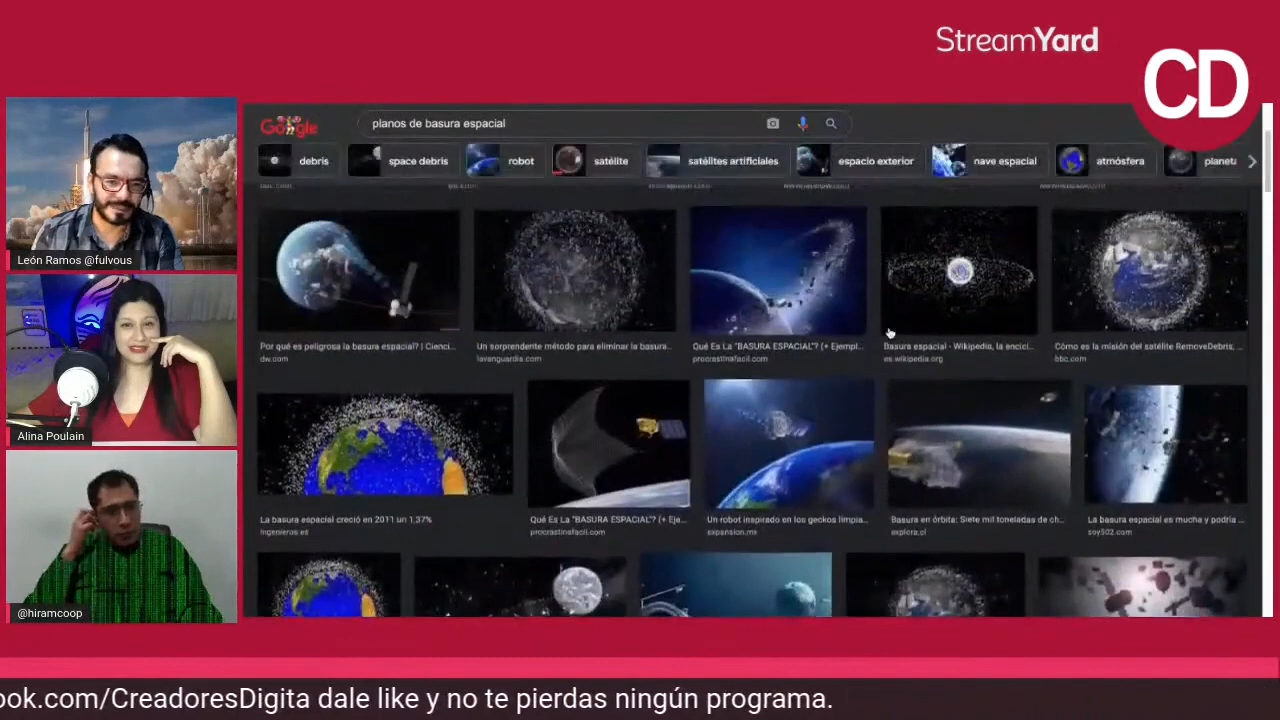 StreamYard
CD
Google
planos de basura espacial
debris
space debris
robot
satélite
satélites artificiales
espacio exterior
nave espacial
atmósfera
planeta
León Ramos @fulvous
Alina Poulain
@hiramcoop
Por qué es peligrosa la basura espacial? | Cienci...
dw.com
Un sorprendente método para eliminar la basura...
lavanguardia.com
Qué Es La "BASURA ESPACIAL"? (+ Ejempl...
procrastinafacil.com
Basura espacial - Wikipedia, la encicl...
es.wikipedia.org
Cómo es la misión del satélite RemoveDebris, ...
bbc.com
La basura espacial creció en 2011 un 1,37%
ingenieros.es
Qué Es La "BASURA ESPACIAL"? (+ Eje...
procrastinafacil.com
Un robot inspirado en los geckos limpia...
expansion.mx
Basura en órbita: Siete mil toneladas de ch...
explora.cl
La basura espacial es mucha y podría ...
soy502.com
ook.com/CreadoresDigita dale like y no te pierdas ningún programa.